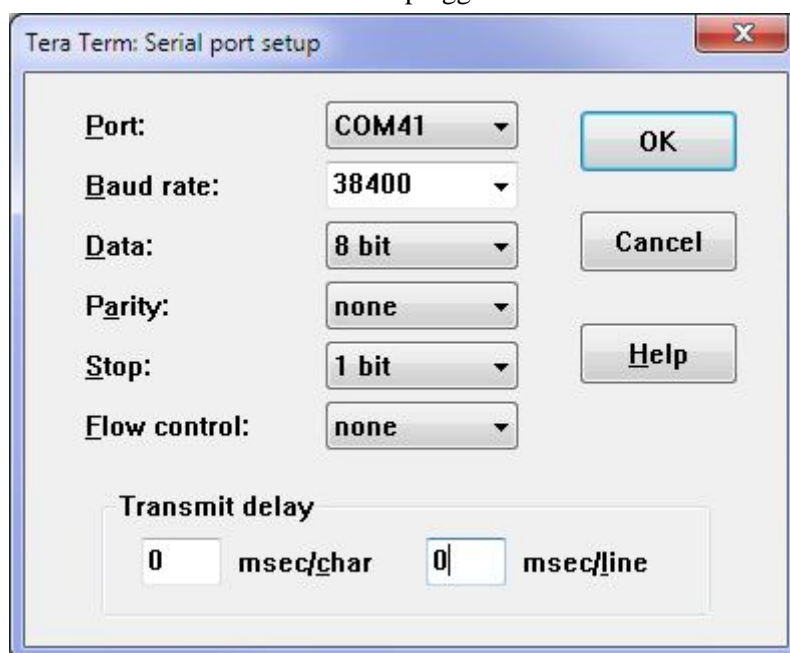 Tera Term: Serial port setup
Port: COM41 OK
Baud rate: 38400
Data: 8 bit Cancel
Parity: none
Stop: 1 bit Help
Flow control: none
Transmit delay
0 msec/char 0 msec/line